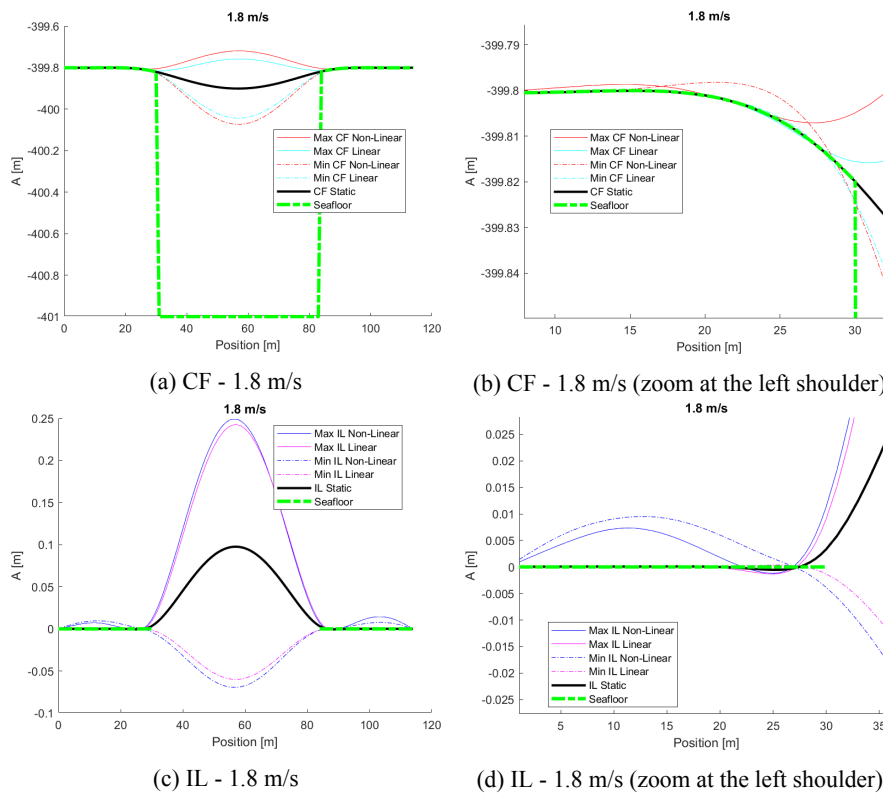 1.8 m/s
-399.6
-399.8
-400
-400.2
-400.4
-400.6
-400.8
-401
A [m]
Max CF Non-Linear
Max CF Linear
Min CF Non-Linear
Min CF Linear
CF Static
Seafloor
0 20 40 60 80 100 120
Position [m]
(a) CF - 1.8 m/s
1.8 m/s
-399.79
-399.8
-399.81
-399.82
-399.83
-399.84
A [m]
Max CF Non-Linear
Max CF Linear
Min CF Non-Linear
Min CF Linear
CF Static
Seafloor
10 15 20 25 30
Position [m]
(b) CF - 1.8 m/s (zoom at the left shoulder)
1.8 m/s
0.25
0.2
0.15
0.1
0.05
0
-0.05
-0.1
A [m]
Max IL Non-Linear
Max IL Linear
Min IL Non-Linear
Min IL Linear
IL Static
Seafloor
0 20 40 60 80 100 120
Position [m]
(c) IL - 1.8 m/s
1.8 m/s
0.025
0.02
0.015
0.01
0.005
0
-0.005
-0.01
-0.015
-0.02
-0.025
A [m]
Max IL Non-Linear
Max IL Linear
Min IL Non-Linear
Min IL Linear
IL Static
Seafloor
5 10 15 20 25 30 35
Position [m]
(d) IL - 1.8 m/s (zoom at the left shoulder)